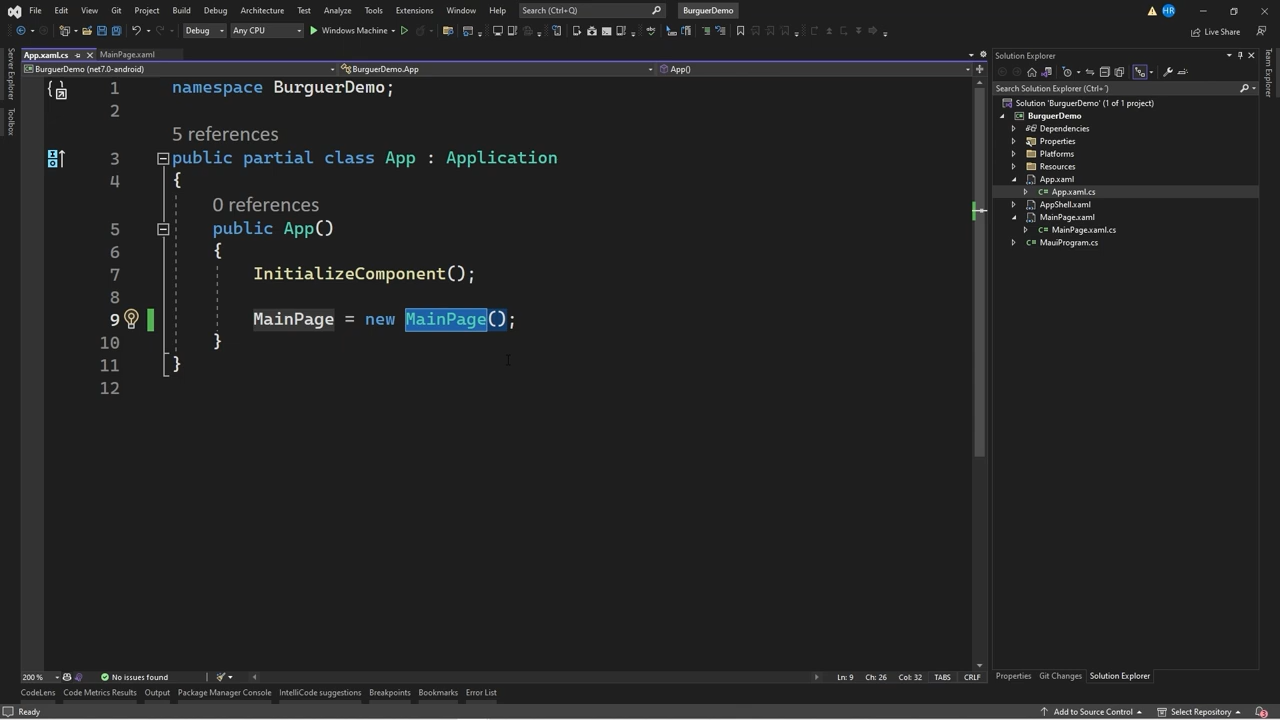 File Edit View Git Project Build Debug Architecture Test Analyze Tools Extensions Window Help Search (Ctrl+Q) BurguerDemo HR
Debug Any CPU Windows Machine Live Share
App.xaml.cs MainPage.xaml
BurguerDemo (net7.0-android) BurguerDemo.App App()
1 namespace BurguerDemo;
2
5 references
3 public partial class App : Application
4 {
0 references
5 public App()
6 {
7 InitializeComponent();
8
9 MainPage = new MainPage();
10 }
11 }
12
200 % No issues found Ln: 9 Ch: 26 Col: 32 TABS CRLF
CodeLens Code Metrics Results Output Package Manager Console IntelliCode suggestions Breakpoints Bookmarks Error List
Ready Add to Source Control Select Repository 3
Server Explorer
Toolbox
Solution Explorer
Search Solution Explorer (Ctrl+´)
Solution 'BurguerDemo' (1 of 1 project)
BurguerDemo
Dependencies
Properties
Platforms
Resources
App.xaml
C# App.xaml.cs
AppShell.xaml
MainPage.xaml
C# MainPage.xaml.cs
C# MauiProgram.cs
Properties Git Changes Solution Explorer
Team Explorer